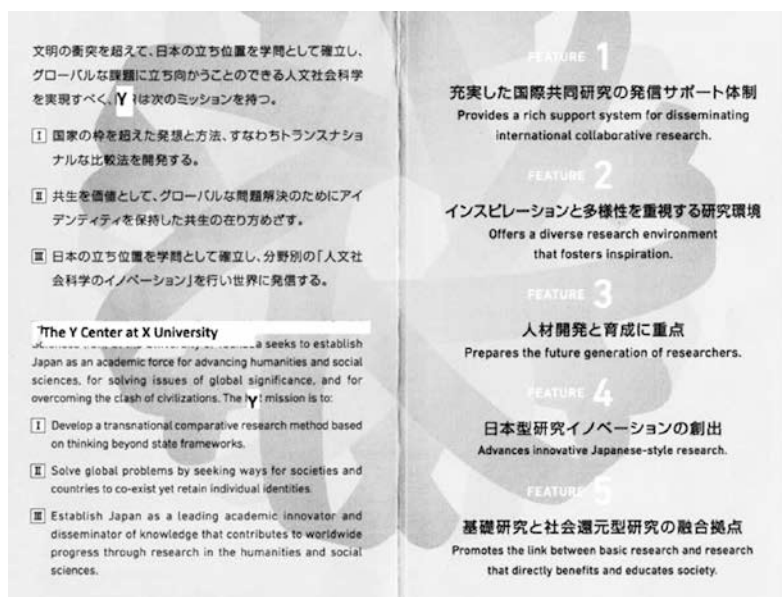 文明の衝突を超えて、日本の立ち位置を学問として確立し、
グローバルな課題に立ち向かうことのできる人文社会科学
を実現すべく、Y は次のミッションを持つ。
I 国家の枠を超えた発想と方法、すなわちトランスナショ
ナルな比較法を開発する。
II 共生を価値として、グローバルな問題解決のためにアイ
デンティティを保持した共生の在り方めざす。
III 日本の立ち位置を学問として確立し、分野別の「人文社
会科学のイノベーション」を行い世界に発信する。
The Y Center at X University
a seeks to establish
Japan as an academic force for advancing humanities and social
sciences, for solving issues of global significance, and for
overcoming the clash of civilizations. The Y mission is to:
I Develop a transnational comparative research method based
on thinking beyond state frameworks.
II Solve global problems by seeking ways for societies and
countries to co-exist yet retain individual identities.
III Establish Japan as a leading academic innovator and
disseminator of knowledge that contributes to worldwide
progress through research in the humanities and social
sciences.
FEATURE 1
充実した国際共同研究の発信サポート体制
Provides a rich support system for disseminating
international collaborative research.
FEATURE 2
インスピレーションと多様性を重視する研究環境
Offers a diverse research environment
that fosters inspiration.
FEATURE 3
人材開発と育成に重点
Prepares the future generation of researchers.
FEATURE 4
日本型研究イノベーションの創出
Advances innovative Japanese-style research.
FEATURE 5
基礎研究と社会還元型研究の融合拠点
Promotes the link between basic research and research
that directly benefits and educates society.